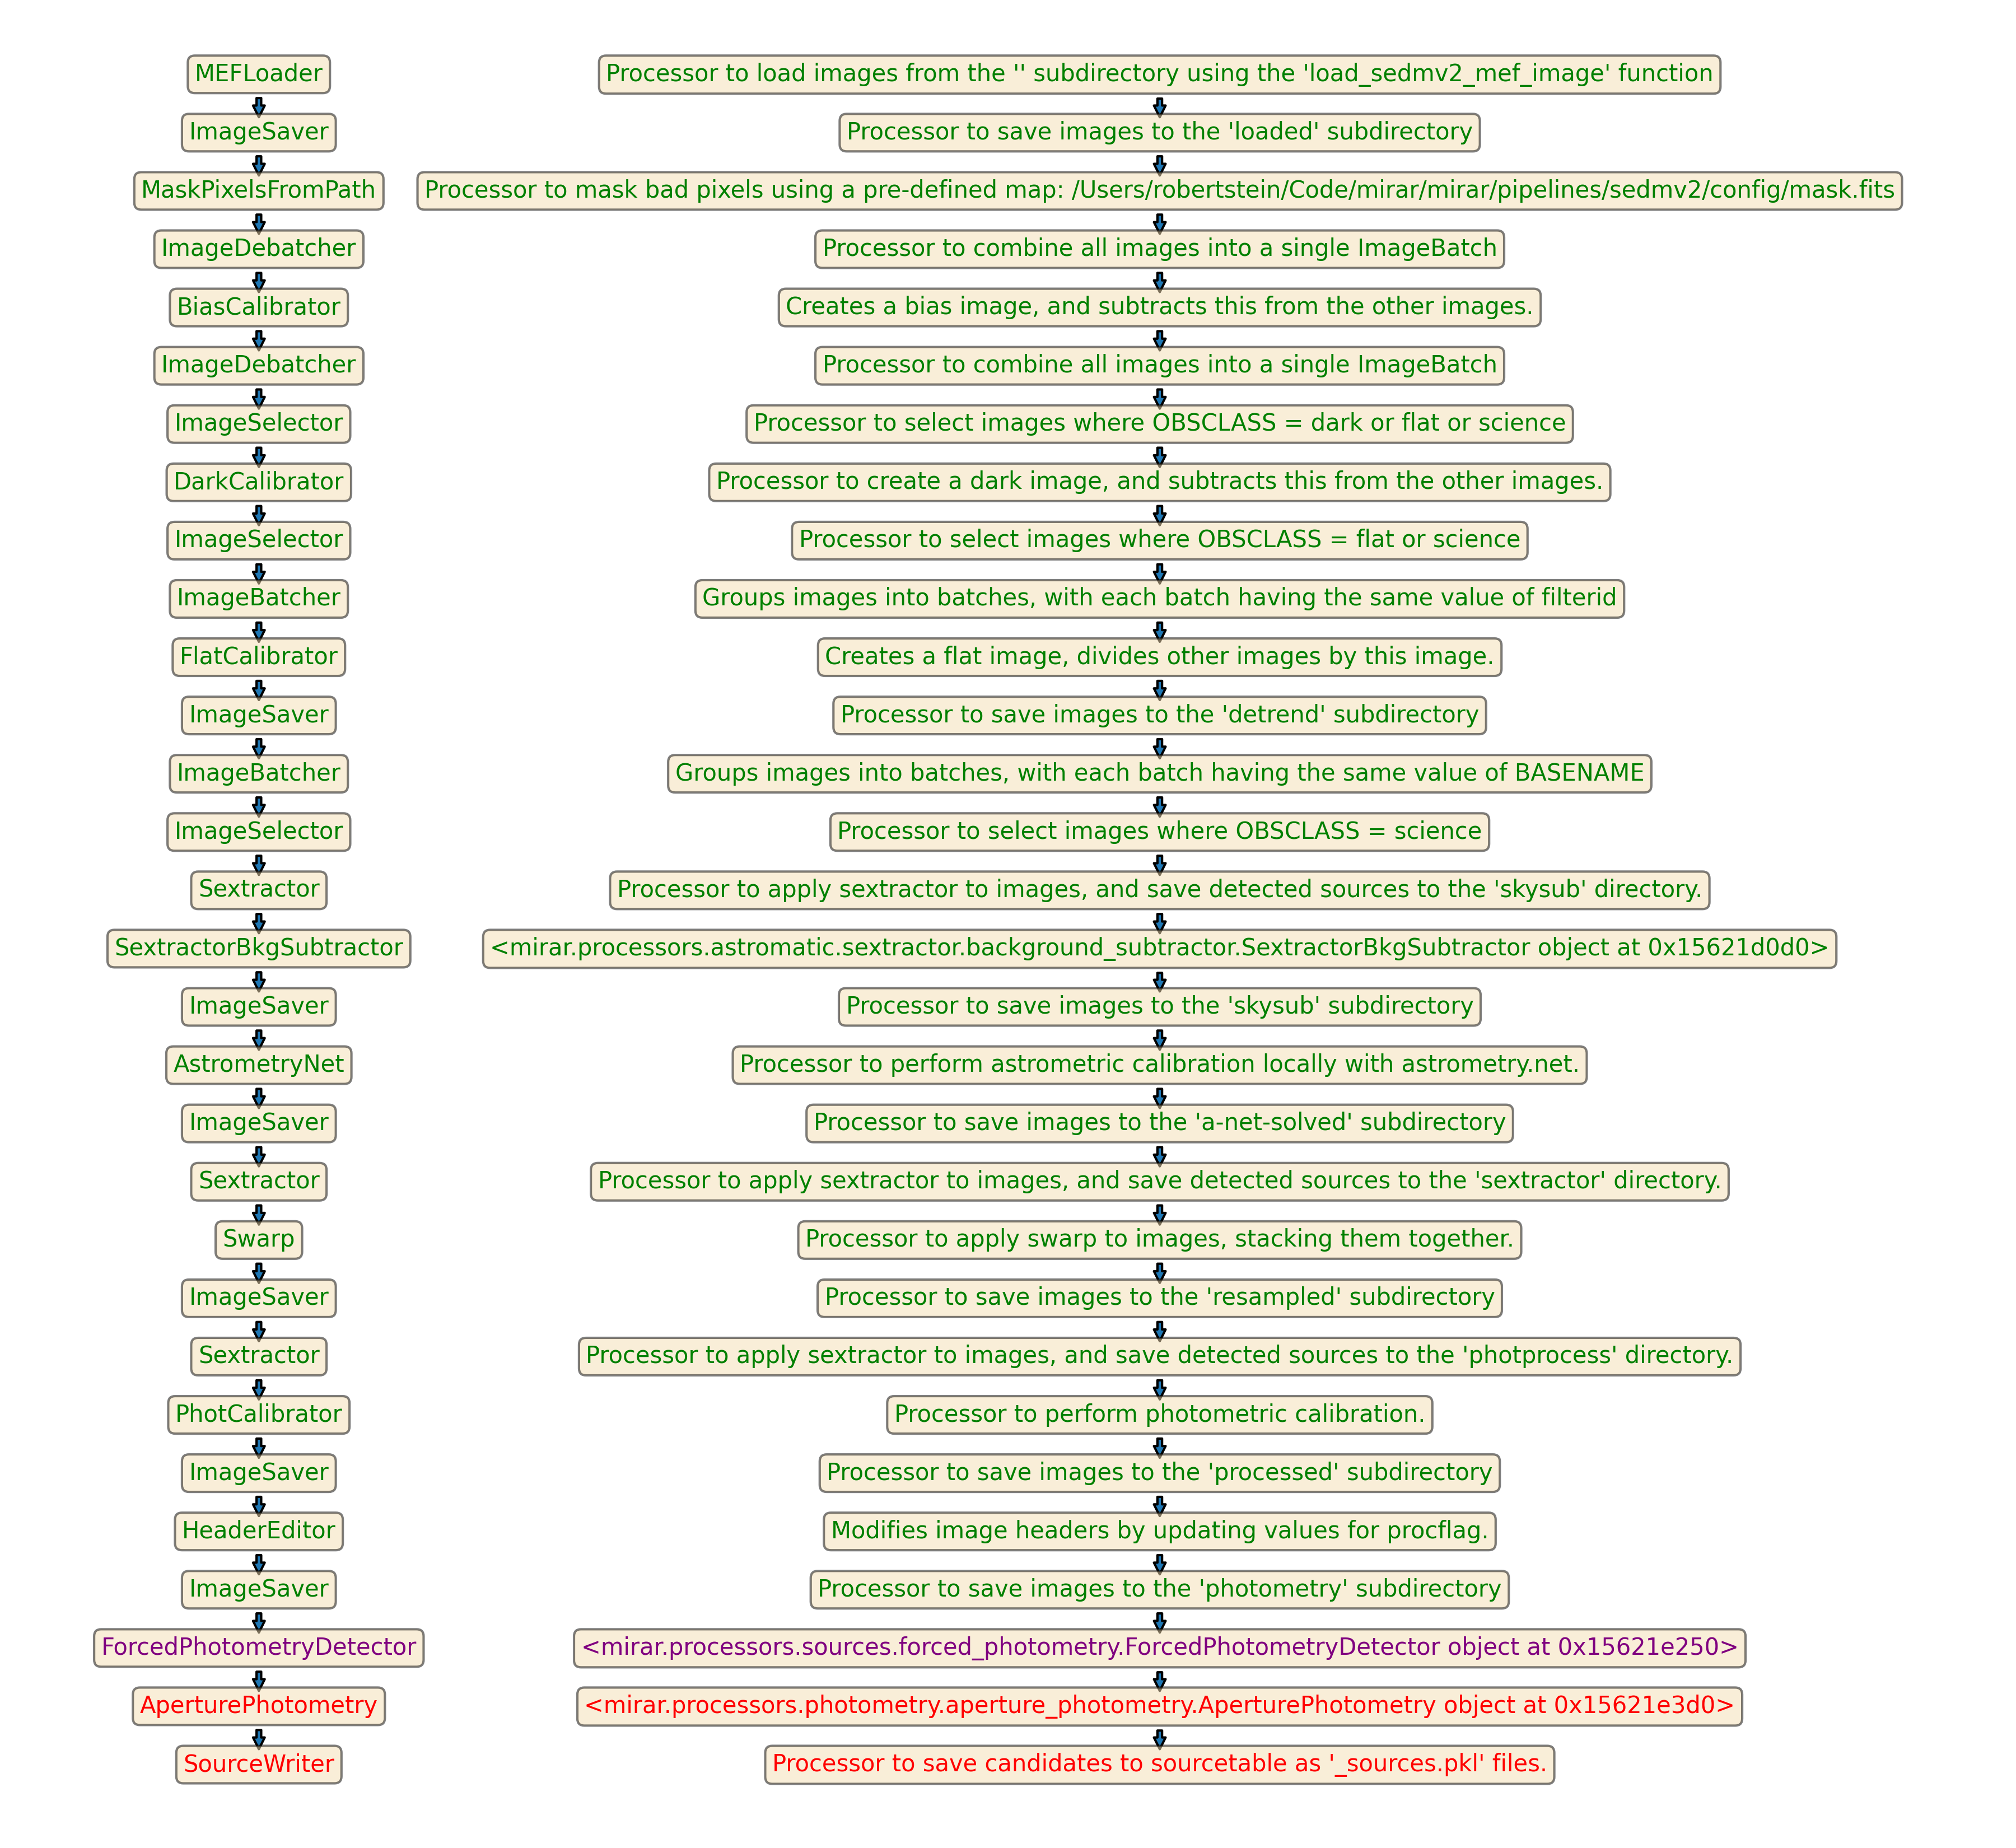 MEFLoader
Processor to load images from the '' subdirectory using the 'load_sedmv2_mef_image' function
ImageSaver
Processor to save images to the 'loaded' subdirectory
MaskPixelsFromPath
Processor to mask bad pixels using a pre-defined map: /Users/robertstein/Code/mirar/mirar/pipelines/sedmv2/config/mask.fits
ImageDebatcher
Processor to combine all images into a single ImageBatch
BiasCalibrator
Creates a bias image, and subtracts this from the other images.
ImageDebatcher
Processor to combine all images into a single ImageBatch
ImageSelector
Processor to select images where OBSCLASS = dark or flat or science
DarkCalibrator
Processor to create a dark image, and subtracts this from the other images.
ImageSelector
Processor to select images where OBSCLASS = flat or science
ImageBatcher
Groups images into batches, with each batch having the same value of filterid
FlatCalibrator
Creates a flat image, divides other images by this image.
ImageSaver
Processor to save images to the 'detrend' subdirectory
ImageBatcher
Groups images into batches, with each batch having the same value of BASENAME
ImageSelector
Processor to select images where OBSCLASS = science
Sextractor
Processor to apply sextractor to images, and save detected sources to the 'skysub' directory.
SextractorBkgSubtractor
<mirar.processors.astromatic.sextractor.background_subtractor.SextractorBkgSubtractor object at 0x15621d0d0>
ImageSaver
Processor to save images to the 'skysub' subdirectory
AstrometryNet
Processor to perform astrometric calibration locally with astrometry.net.
ImageSaver
Processor to save images to the 'a-net-solved' subdirectory
Sextractor
Processor to apply sextractor to images, and save detected sources to the 'sextractor' directory.
Swarp
Processor to apply swarp to images, stacking them together.
ImageSaver
Processor to save images to the 'resampled' subdirectory
Sextractor
Processor to apply sextractor to images, and save detected sources to the 'photprocess' directory.
PhotCalibrator
Processor to perform photometric calibration.
ImageSaver
Processor to save images to the 'processed' subdirectory
HeaderEditor
Modifies image headers by updating values for procflag.
ImageSaver
Processor to save images to the 'photometry' subdirectory
ForcedPhotometryDetector
<mirar.processors.sources.forced_photometry.ForcedPhotometryDetector object at 0x15621e250>
AperturePhotometry
<mirar.processors.photometry.aperture_photometry.AperturePhotometry object at 0x15621e3d0>
SourceWriter
Processor to save candidates to sourcetable as '_sources.pkl' files.